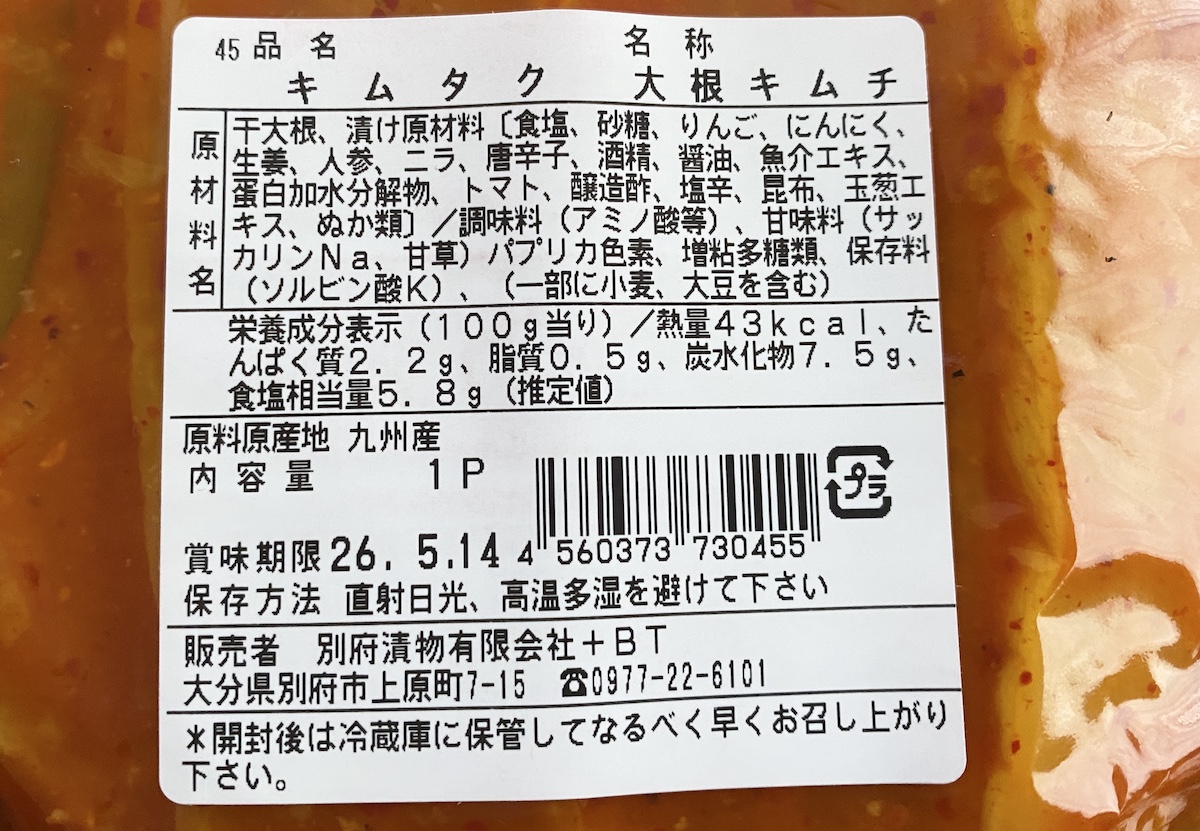 45 品 名 名 称
キムタク 大根キムチ
原材料名
干大根、漬け原材料〔食塩、砂糖、りんご、にんにく、
生姜、人参、ニラ、唐辛子、酒精、醤油、魚介エキス、
蛋白加水分解物、トマト、醸造酢、塩辛、昆布、玉葱エ
キス、ぬか類〕／調味料（アミノ酸等）、甘味料（サッ
カリンＮａ、甘草）パプリカ色素、増粘多糖類、保存料
（ソルビン酸Ｋ）、（一部に小麦、大豆を含む）
栄養成分表示（１００ｇ当り）／熱量４３ｋｃａｌ、た
んぱく質２．２ｇ、脂質０．５ｇ、炭水化物７．５ｇ、
食塩相当量５．８ｇ（推定値）
原料原産地 九州産
内容量 １Ｐ
プラ
賞味期限 26. 5.14
4 560373 730455
保存方法 直射日光、高温多湿を避けて下さい
販売者 別府漬物有限会社＋ＢＴ
大分県別府市上原町7-15 ☎0977-22-6101
＊開封後は冷蔵庫に保管してなるべく早くお召し上がり
下さい。